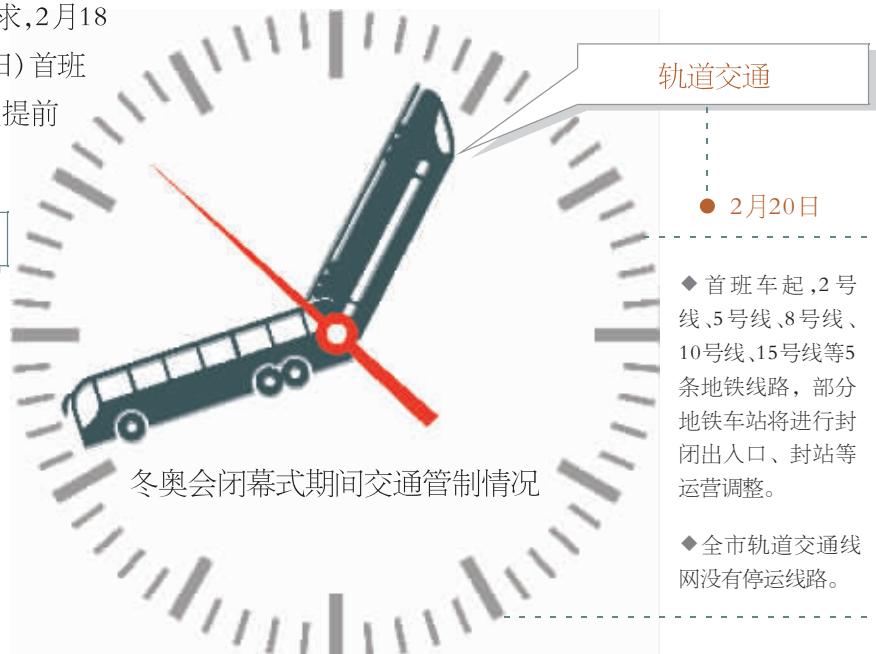 求,2月18
日)首班
提前
轨道交通
2月20日
◆首班车起,2号
线、5号线、8号线、
10号线、15号线等5
条地铁线路，部分
地铁车站将进行封
闭出入口、封站等
运营调整。
◆全市轨道交通线
网没有停运线路。
冬奥会闭幕式期间交通管制情况